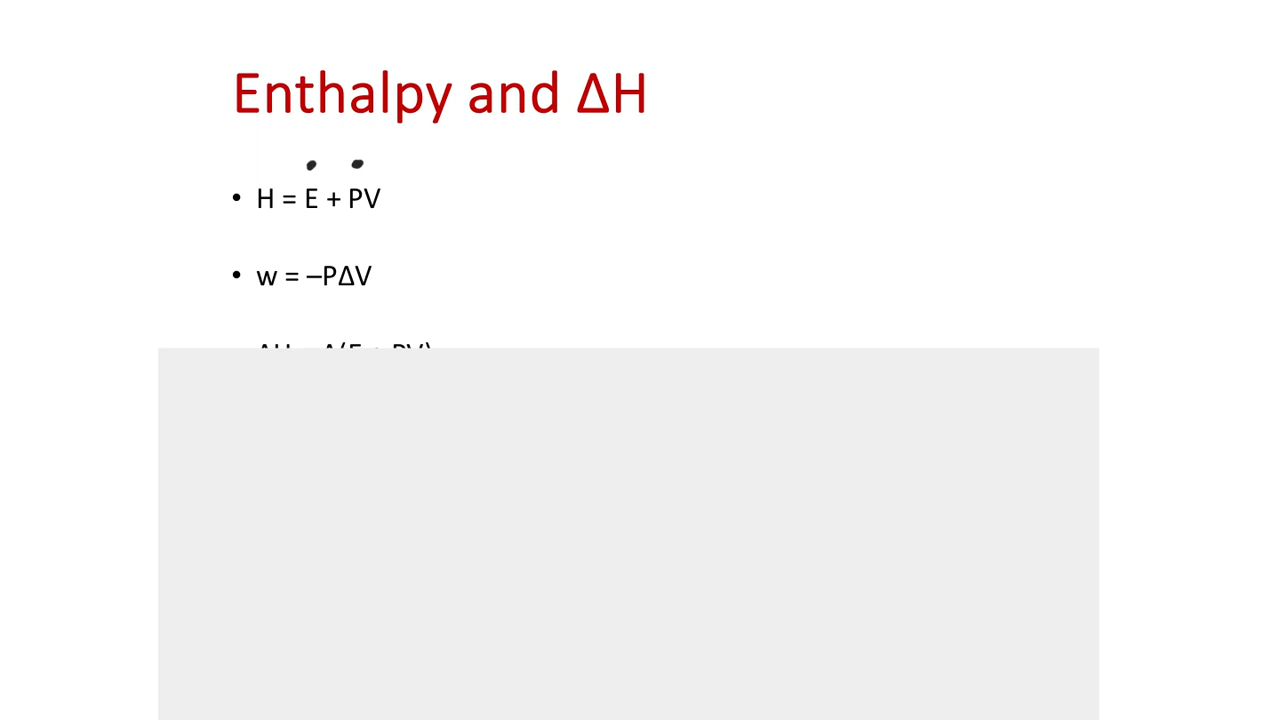 Enthalpy and ΔH
• H = E + PV
• w = –PΔV
ΔH = Δ(E + PV)